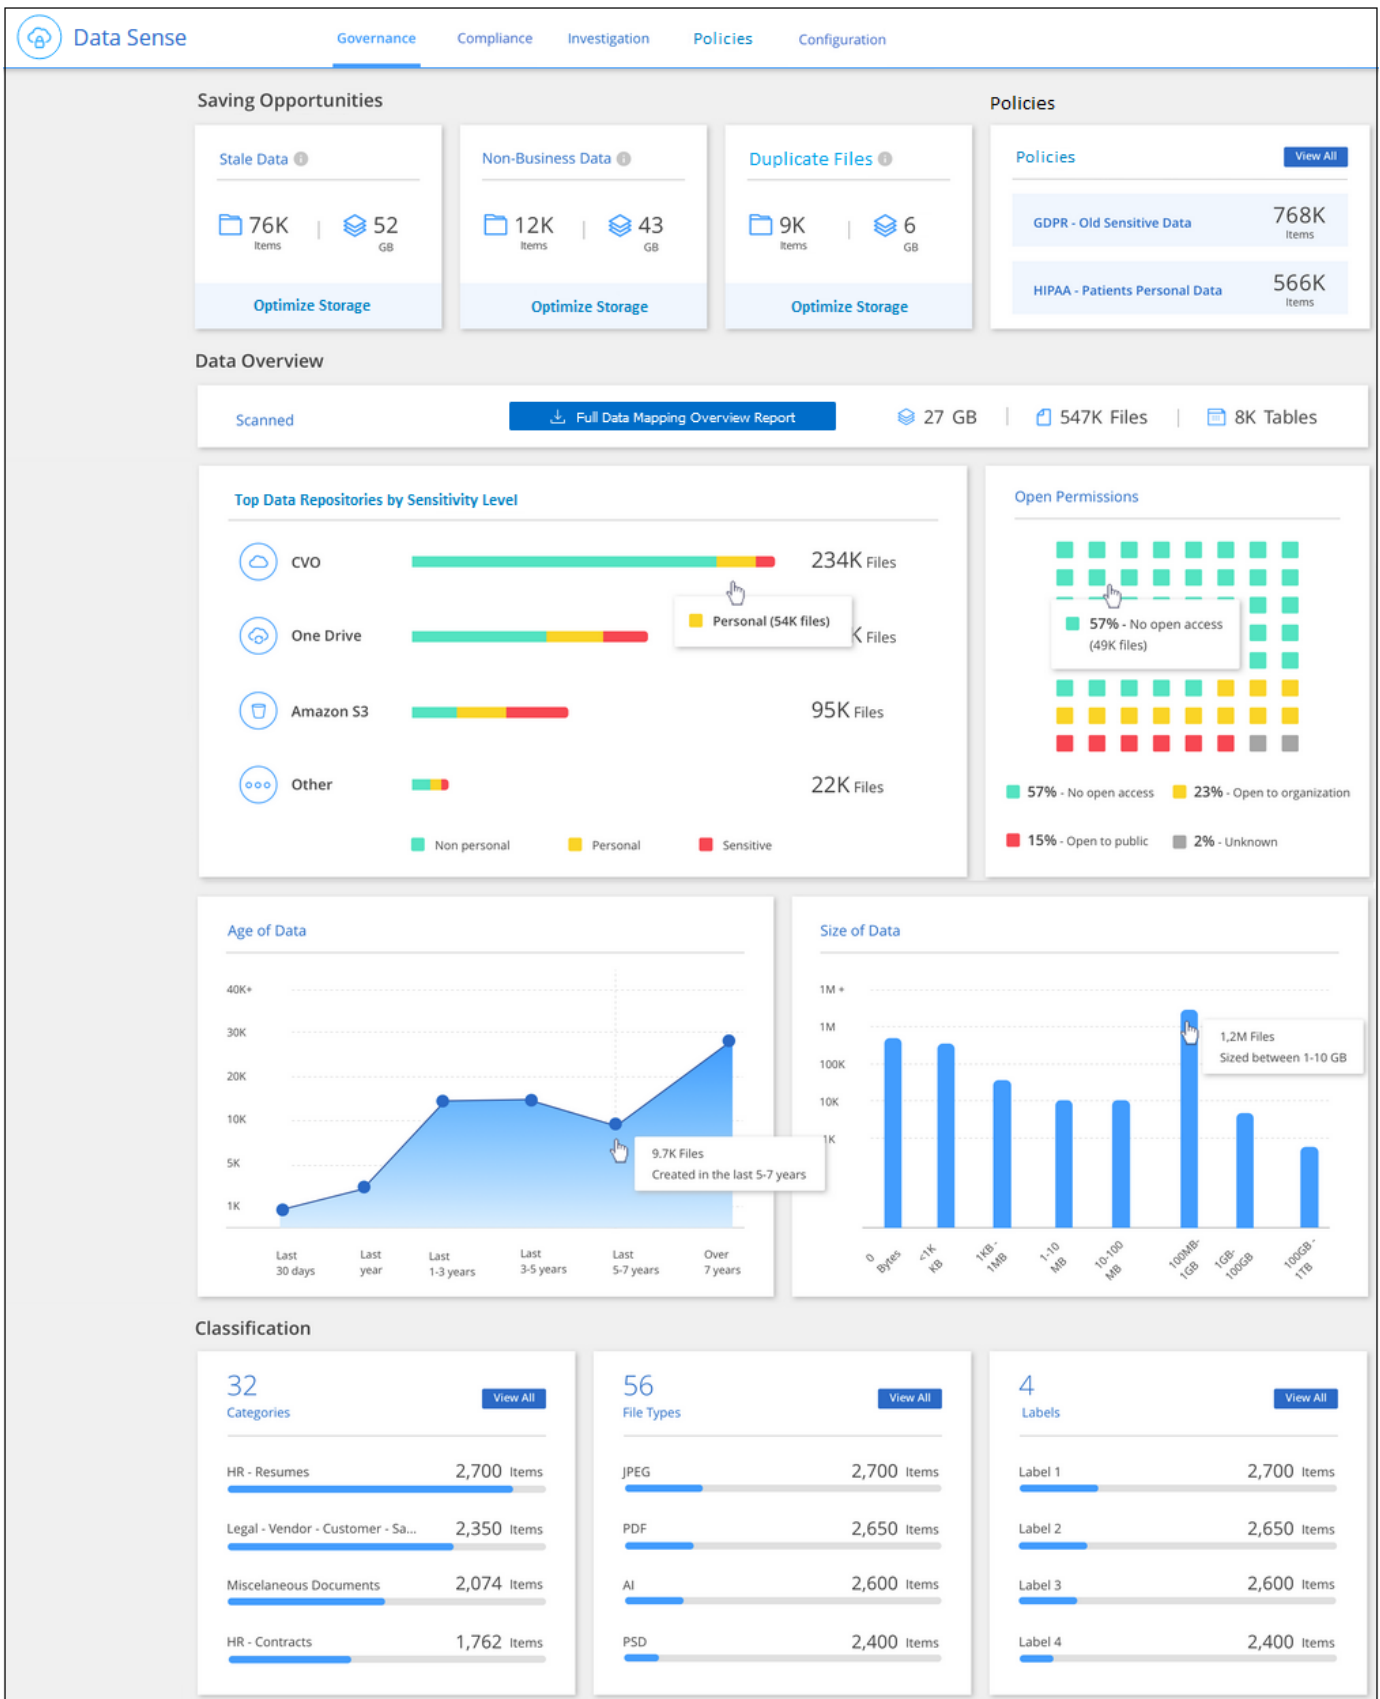 Data Sense
Governance
Compliance
Investigation
Policies
Configuration
Saving Opportunities
Policies
Stale Data
76K
Items
52
GB
Optimize Storage
Non-Business Data
12K
Items
43
GB
Optimize Storage
Duplicate Files
9K
Items
6
GB
Optimize Storage
Policies
View All
GDPR - Old Sensitive Data
768K
Items
HIPAA - Patients Personal Data
566K
Items
Data Overview
Scanned
Full Data Mapping Overview Report
27 GB
547K Files
8K Tables
Top Data Repositories by Sensitivity Level
CVO
234K Files
Personal (54K files)
One Drive
K Files
Amazon S3
95K Files
Other
22K Files
Non personal
Personal
Sensitive
Open Permissions
57% - No open access
(49K files)
57% - No open access
23% - Open to organization
15% - Open to public
2% - Unknown
Age of Data
40K+
30K
20K
10K
5K
1K
9.7K Files
Created in the last 5-7 years
Last
30 days
Last
year
Last
1-3 years
Last
3-5 years
Last
5-7 years
Over
7 years
Size of Data
1M +
1M
100K
10K
1K
1,2M Files
Sized between 1-10 GB
0
Bytes
<1K
KB
1KB -
1MB
1-10
MB
10-100
MB
100MB-
1GB
1GB-
100GB
100GB -
1TB
Classification
32
Categories
View All
HR - Resumes
2,700 Items
Legal - Vendor - Customer - Sa...
2,350 Items
Miscelaneous Documents
2,074 Items
HR - Contracts
1,762 Items
56
File Types
View All
JPEG
2,700 Items
PDF
2,650 Items
AI
2,600 Items
PSD
2,400 Items
4
Labels
View All
Label 1
2,700 Items
Label 2
2,650 Items
Label 3
2,600 Items
Label 4
2,400 Items